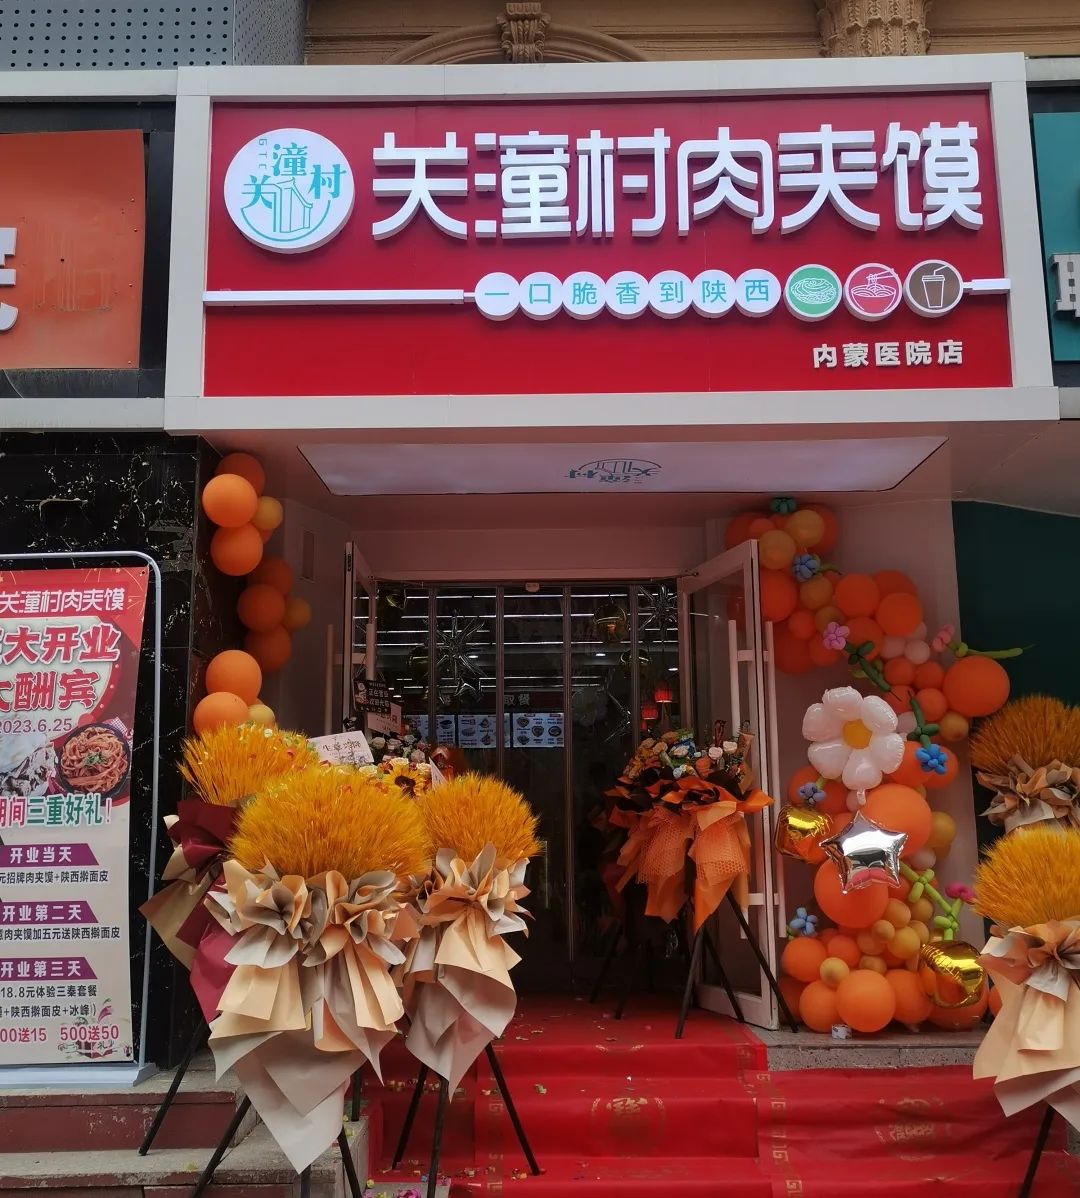 关潼村
GTC
关潼村肉夹馍
一口脆香到陕西
内蒙医院店
关潼村
关潼村肉夹馍
大开业
大酬宾
2023.6.25
期间三重好礼！
开业当天
元招牌肉夹馍+陕西擀面皮
开业第二天
肉夹馍加五元送陕西擀面皮
开业第三天
18.8元体验三秦套餐
+陕西擀面皮+冰峰）
00送15 500送50
取餐